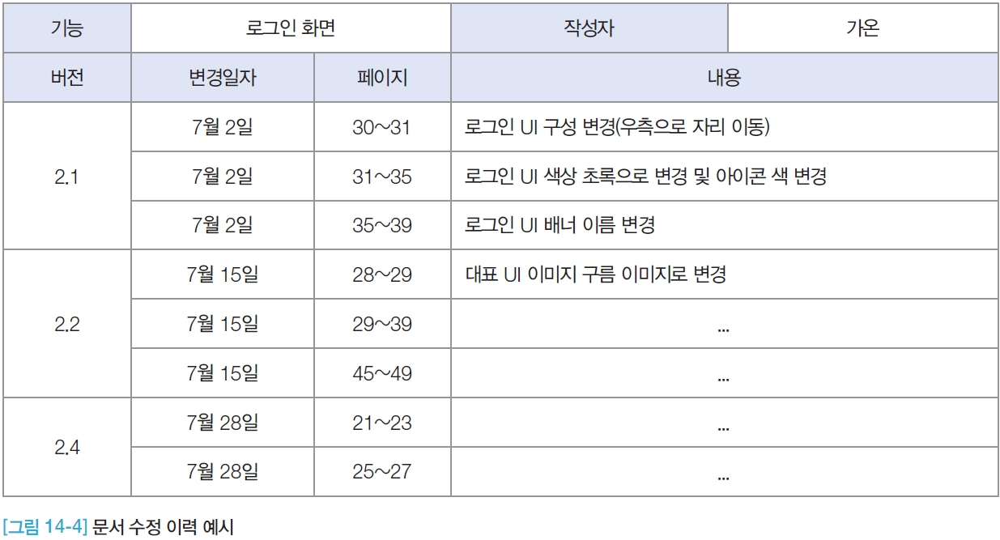 기능 로그인 화면 작성자 가온
버전 변경일자 페이지 내용
2.1
7월 2일 30~31 로그인 UI 구성 변경(우측으로 자리 이동)
7월 2일 31~35 로그인 UI 색상 초록으로 변경 및 아이콘 색 변경
7월 2일 35~39 로그인 UI 배너 이름 변경
2.2
7월 15일 28~29 대표 UI 이미지 구름 이미지로 변경
7월 15일 29~39 ...
7월 15일 45~49 ...
2.4
7월 28일 21~23 ...
7월 28일 25~27 ...
[그림 14-4] 문서 수정 이력 예시